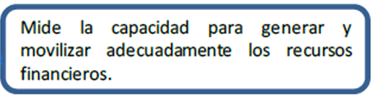 Mide la capacidad para generar y
movilizar adecuadamente los recursos
financieros.